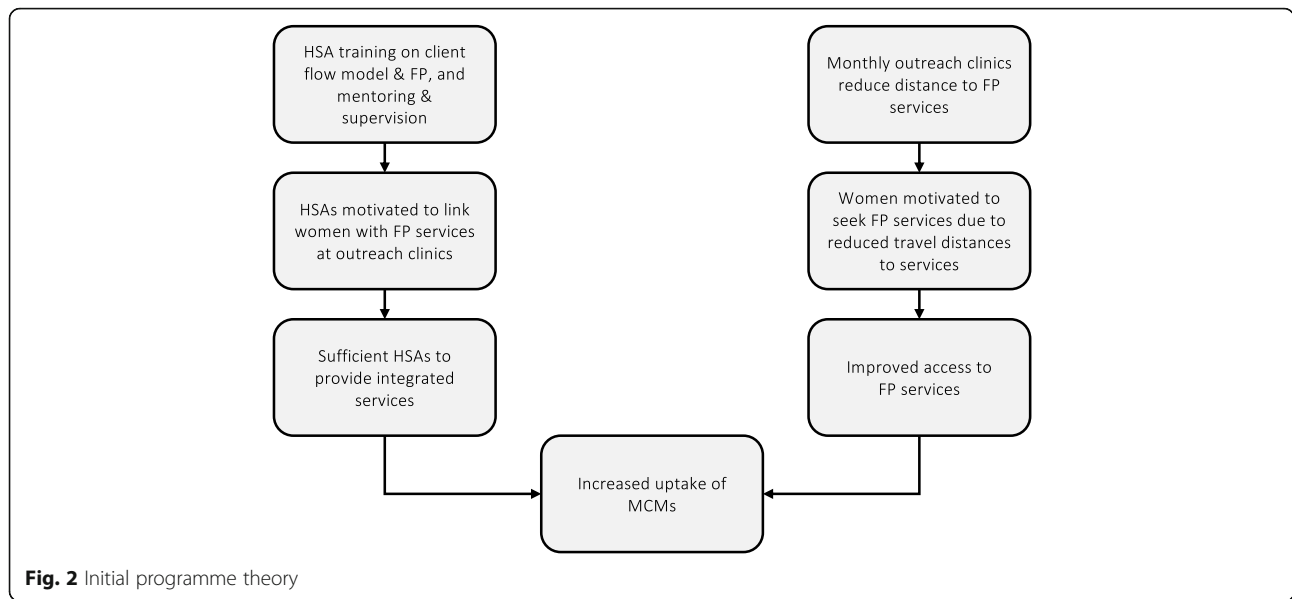 HSA training on client
flow model & FP, and
mentoring &
supervision
HSAs motivated to link
women with FP services
at outreach clinics
Sufficient HSAs to
provide integrated
services
Monthly outreach clinics
reduce distance to FP
services
Women motivated to
seek FP services due to
reduced travel distances
to services
Improved access to
FP services
Increased uptake of
MCMs
Fig. 2 Initial programme theory